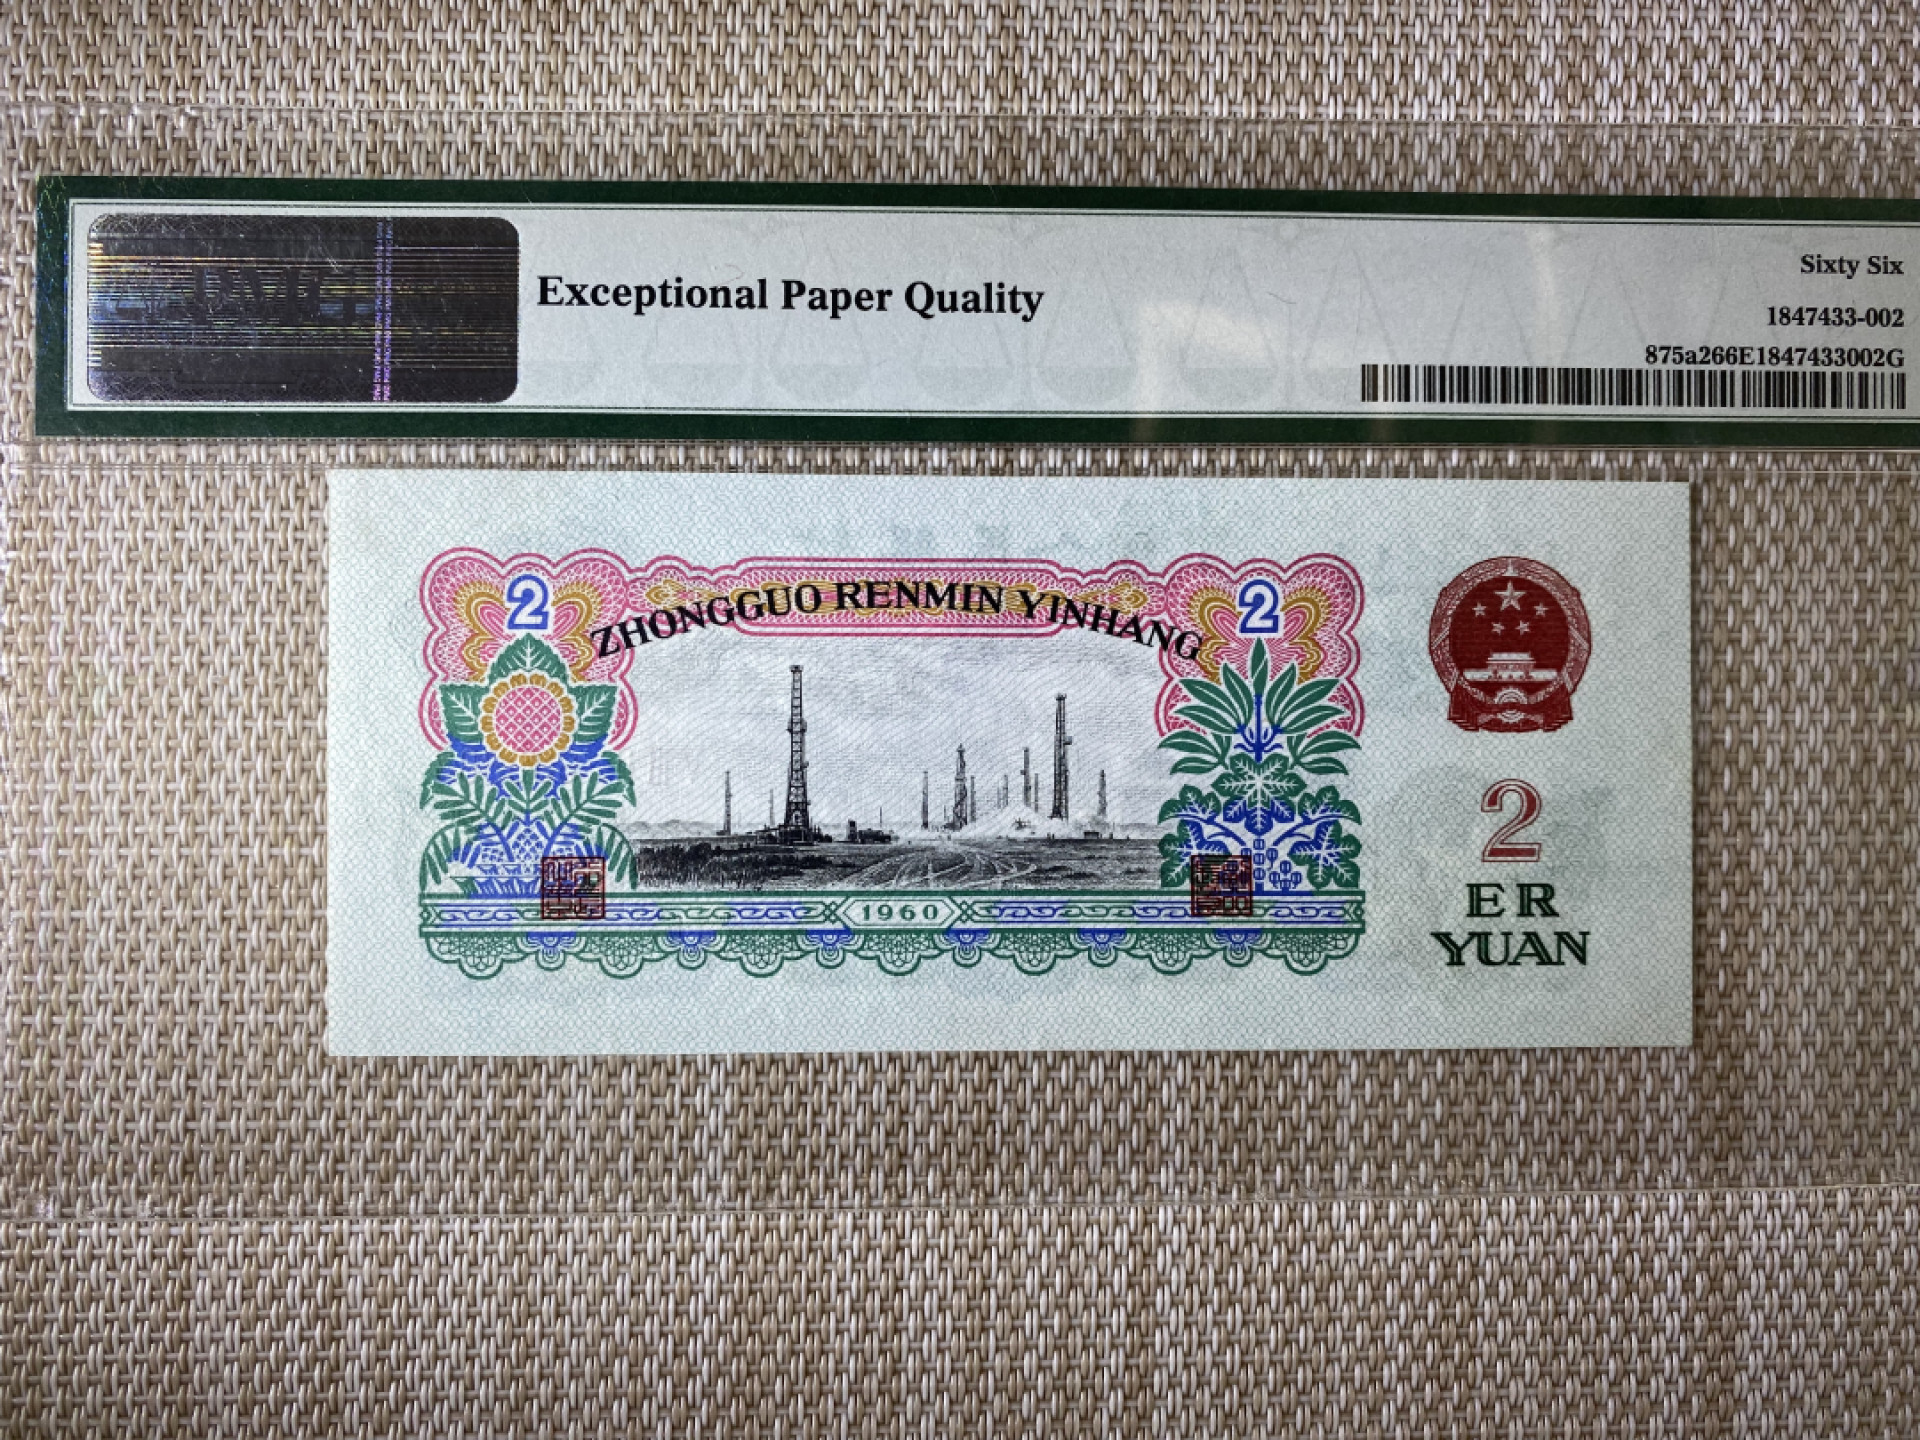 Exceptional Paper Quality
Sixty Six
1847433-002
875a266E1847433002G
2
ZHONGGUO RENMIN YINHANG
2
1960
2
ER
YUAN